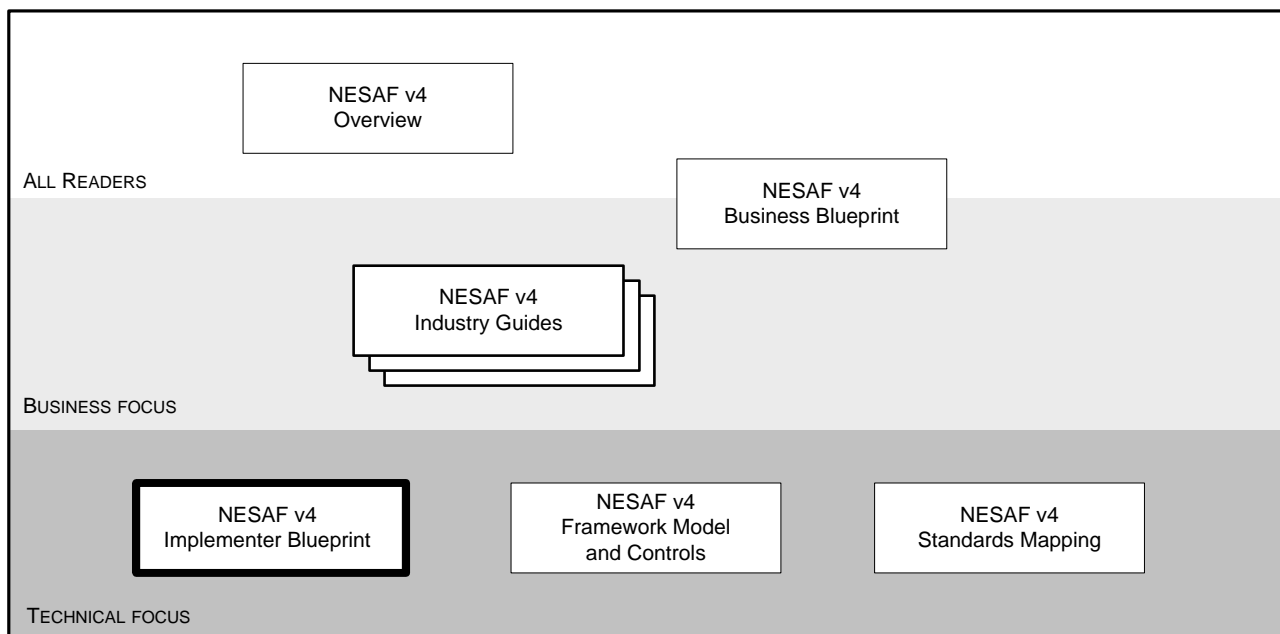 NESAF v4
Overview
ALL READERS
NESAF v4
Business Blueprint
NESAF v4
Industry Guides
BUSINESS FOCUS
NESAF v4
Implementer Blueprint
NESAF v4
Framework Model
and Controls
NESAF v4
Standards Mapping
TECHNICAL FOCUS